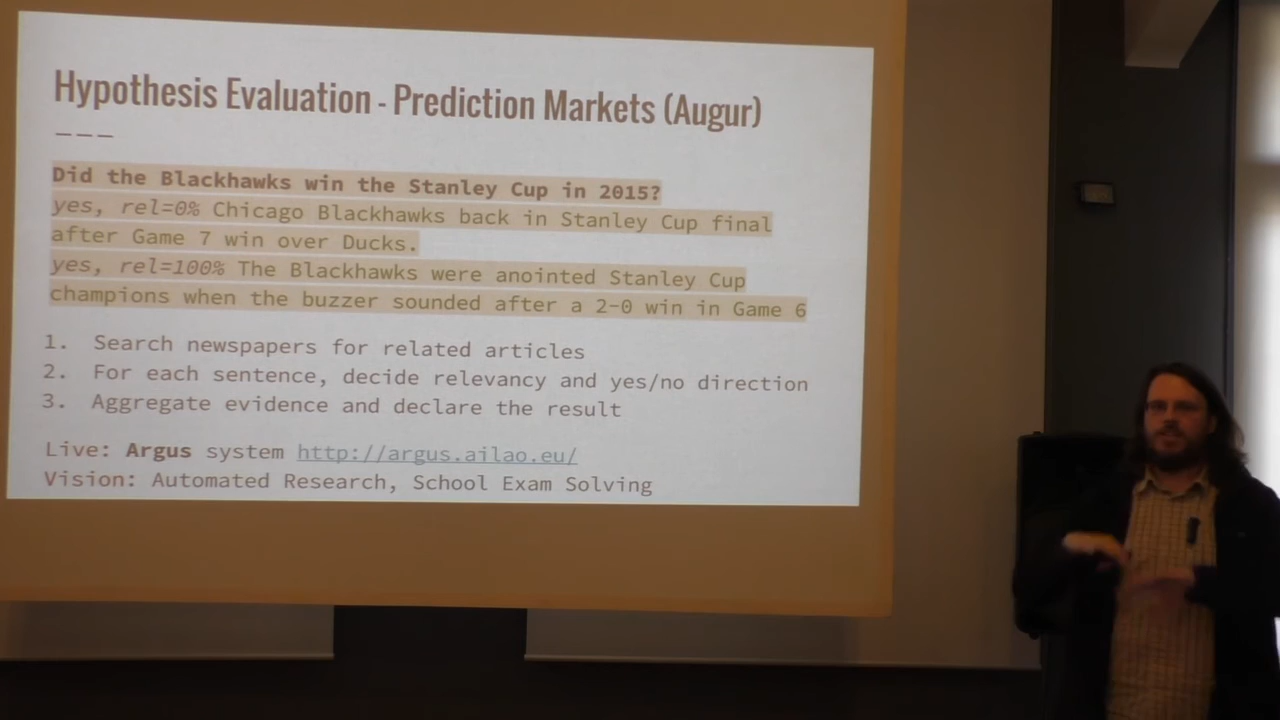 Hypothesis Evaluation - Prediction Markets (Augur)
Did the Blackhawks win the Stanley Cup in 2015?
yes, rel=0% Chicago Blackhawks back in Stanley Cup final
after Game 7 win over Ducks.
yes, rel=100% The Blackhawks were anointed Stanley Cup
champions when the buzzer sounded after a 2-0 win in Game 6
1. Search newspapers for related articles
2. For each sentence, decide relevancy and yes/no direction
3. Aggregate evidence and declare the result
Live: Argus system http://argus.ailao.eu/
Vision: Automated Research, School Exam Solving